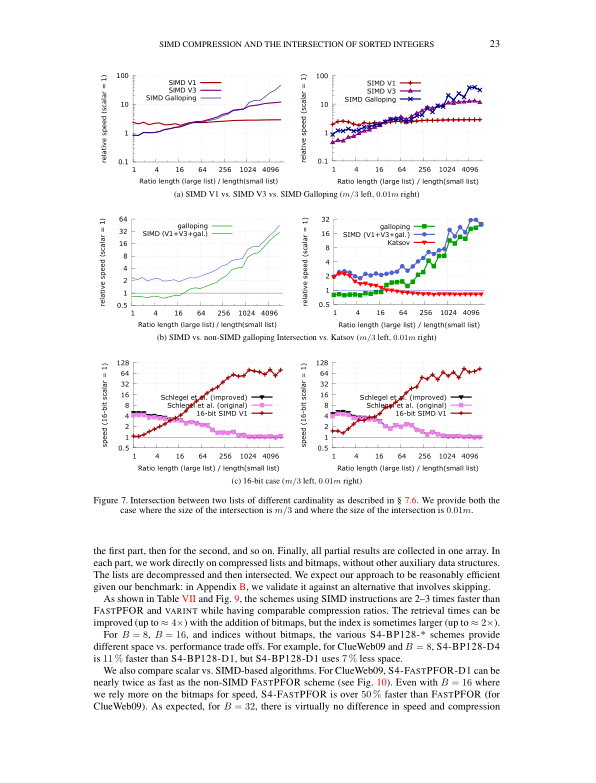 SIMD COMPRESSION AND THE INTERSECTION OF SORTED INTEGERS 23
relative speed (scalar = 1)
100
10
1
0.1
SIMD V1
SIMD V3
SIMD Galloping
1 4 16 64 256 1024 4096
Ratio length (large list) / length(small list)
relative speed (scalar = 1)
100
10
1
0.1
SIMD V1
SIMD V3
SIMD Galloping
1 4 16 64 256 1024 4096
Ratio length (large list) / length(small list)
(a) SIMD V1 vs. SIMD V3 vs. SIMD Galloping (m/3 left, 0.01m right)
relative speed (scalar = 1)
64
32
16
8
4
2
1
0.5
galloping
SIMD (V1+V3+gal.)
1 4 16 64 256 1024 4096
Ratio length (large list) / length(small list)
relative speed (scalar = 1)
32
16
8
4
2
1
0.5
galloping
SIMD (V1+V3+gal.)
Katsov
1 4 16 64 256 1024 4096
Ratio length (large list) / length(small list)
(b) SIMD vs. non-SIMD galloping Intersection vs. Katsov (m/3 left, 0.01m right)
speed (16-bit scalar = 1)
128
64
32
16
8
4
2
1
0.5
Schlegel et al. (improved)
Schlegel et al. (original)
16-bit SIMD V1
1 4 16 64 256 1024 4096
Ratio length (large list) / length(small list)
speed (16-bit scalar = 1)
128
64
32
16
8
4
2
1
0.5
Schlegel et al. (improved)
Schlegel et al. (original)
16-bit SIMD V1
1 4 16 64 256 1024 4096
Ratio length (large list) / length(small list)
(c) 16-bit case (m/3 left, 0.01m right)
Figure 7. Intersection between two lists of different cardinality as described in § 7.6. We provide both the
case where the size of the intersection is m/3 and where the size of the intersection is 0.01m.
the first part, then for the second, and so on. Finally, all partial results are collected in one array. In
each part, we work directly on compressed lists and bitmaps, without other auxiliary data structures.
The lists are decompressed and then intersected. We expect our approach to be reasonably efficient
given our benchmark: in Appendix B, we validate it against an alternative that involves skipping.
As shown in Table VII and Fig. 9, the schemes using SIMD instructions are 2–3 times faster than
FASTPFOR and VARINT while having comparable compression ratios. The retrieval times can be
improved (up to ≈ 4×) with the addition of bitmaps, but the index is sometimes larger (up to ≈ 2×).
For B = 8, B = 16, and indices without bitmaps, the various S4-BP128-* schemes provide
different space vs. performance trade offs. For example, for ClueWeb09 and B = 8, S4-BP128-D4
is 11 % faster than S4-BP128-D1, but S4-BP128-D1 uses 7 % less space.
We also compare scalar vs. SIMD-based algorithms. For ClueWeb09, S4-FASTPFOR-D1 can be
nearly twice as fast as the non-SIMD FASTPFOR scheme (see Fig. 10). Even with B = 16 where
we rely more on the bitmaps for speed, S4-FASTPFOR is over 50 % faster than FASTPFOR (for
ClueWeb09). As expected, for B = 32, there is virtually no difference in speed and compression